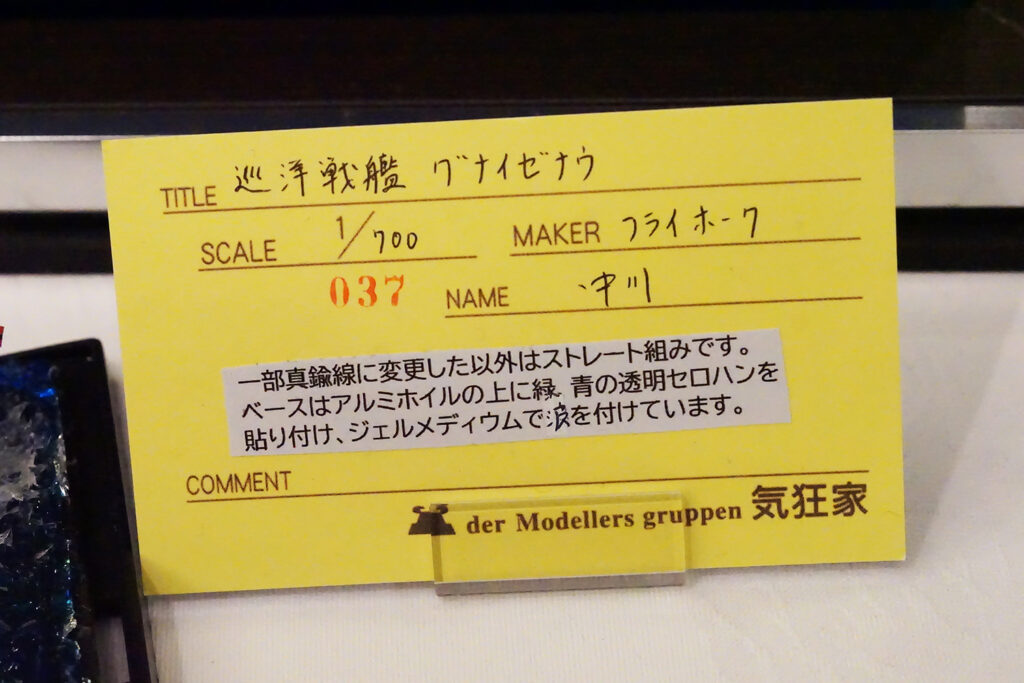 TITLE 巡洋戦艦 グナイゼナウ
SCALE 1/700 MAKER フライホーク
037 NAME 中川
一部真鍮線に変更した以外はストレート組みです。
ベースはアルミホイルの上に緑、青の透明セロハンを
貼り付け、ジェルメディウムで波を付けています。
COMMENT
der Modellers gruppen 気狂家